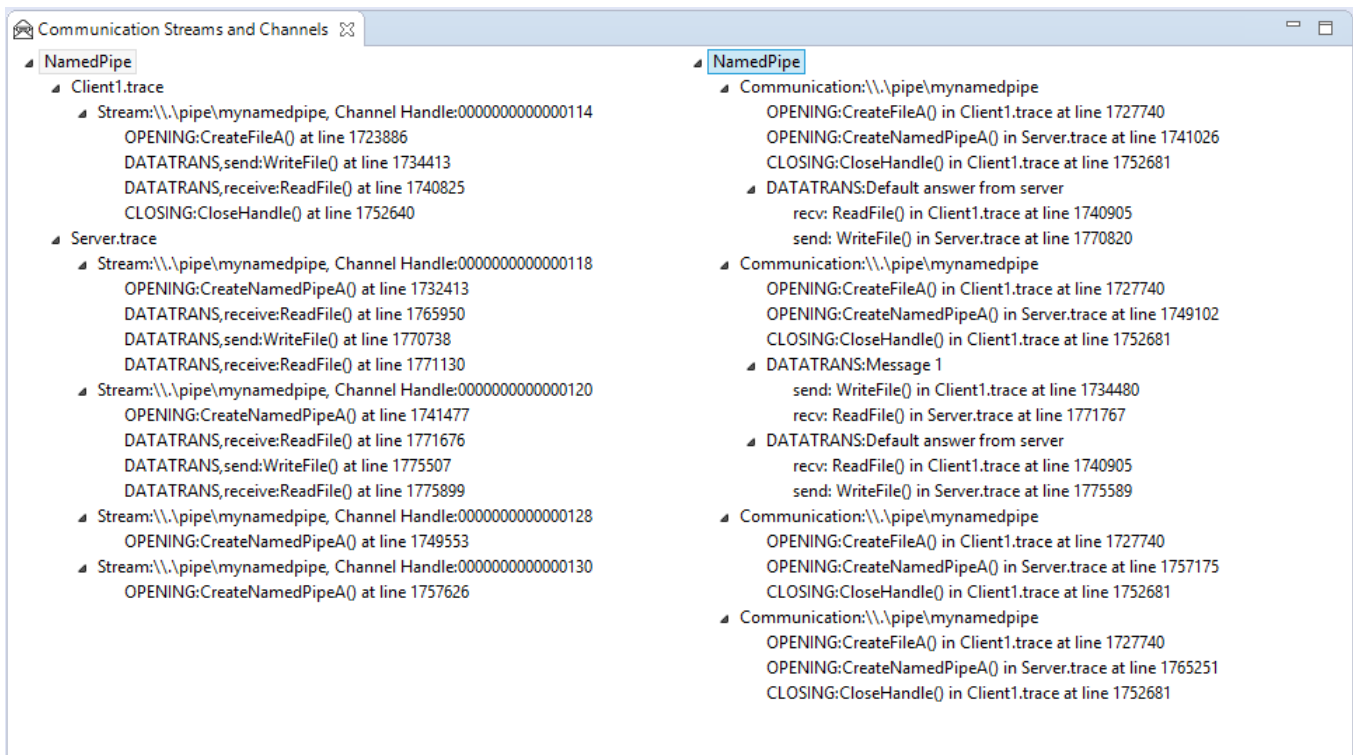 Communication Streams and Channels
NamedPipe
Client1.trace
Stream:\\.\pipe\mynamedpipe, Channel Handle:0000000000000114
OPENING:CreateFileA() at line 1723886
DATATRANS,send:WriteFile() at line 1734413
DATATRANS,receive:ReadFile() at line 1740825
CLOSING:CloseHandle() at line 1752640
Server.trace
Stream:\\.\pipe\mynamedpipe, Channel Handle:0000000000000118
OPENING:CreateNamedPipeA() at line 1732413
DATATRANS,receive:ReadFile() at line 1765950
DATATRANS,send:WriteFile() at line 1770738
DATATRANS,receive:ReadFile() at line 1771130
Stream:\\.\pipe\mynamedpipe, Channel Handle:0000000000000120
OPENING:CreateNamedPipeA() at line 1741477
DATATRANS,receive:ReadFile() at line 1771676
DATATRANS,send:WriteFile() at line 1775507
DATATRANS,receive:ReadFile() at line 1775899
Stream:\\.\pipe\mynamedpipe, Channel Handle:0000000000000128
OPENING:CreateNamedPipeA() at line 1749553
Stream:\\.\pipe\mynamedpipe, Channel Handle:0000000000000130
OPENING:CreateNamedPipeA() at line 1757626
NamedPipe
Communication:\\.\pipe\mynamedpipe
OPENING:CreateFileA() in Client1.trace at line 1727740
OPENING:CreateNamedPipeA() in Server.trace at line 1741026
CLOSING:CloseHandle() in Client1.trace at line 1752681
DATATRANS:Default answer from server
recv: ReadFile() in Client1.trace at line 1740905
send: WriteFile() in Server.trace at line 1770820
Communication:\\.\pipe\mynamedpipe
OPENING:CreateFileA() in Client1.trace at line 1727740
OPENING:CreateNamedPipeA() in Server.trace at line 1749102
CLOSING:CloseHandle() in Client1.trace at line 1752681
DATATRANS:Message 1
send: WriteFile() in Client1.trace at line 1734480
recv: ReadFile() in Server.trace at line 1771767
DATATRANS:Default answer from server
recv: ReadFile() in Client1.trace at line 1740905
send: WriteFile() in Server.trace at line 1775589
Communication:\\.\pipe\mynamedpipe
OPENING:CreateFileA() in Client1.trace at line 1727740
OPENING:CreateNamedPipeA() in Server.trace at line 1757175
CLOSING:CloseHandle() in Client1.trace at line 1752681
Communication:\\.\pipe\mynamedpipe
OPENING:CreateFileA() in Client1.trace at line 1727740
OPENING:CreateNamedPipeA() in Server.trace at line 1765251
CLOSING:CloseHandle() in Client1.trace at line 1752681